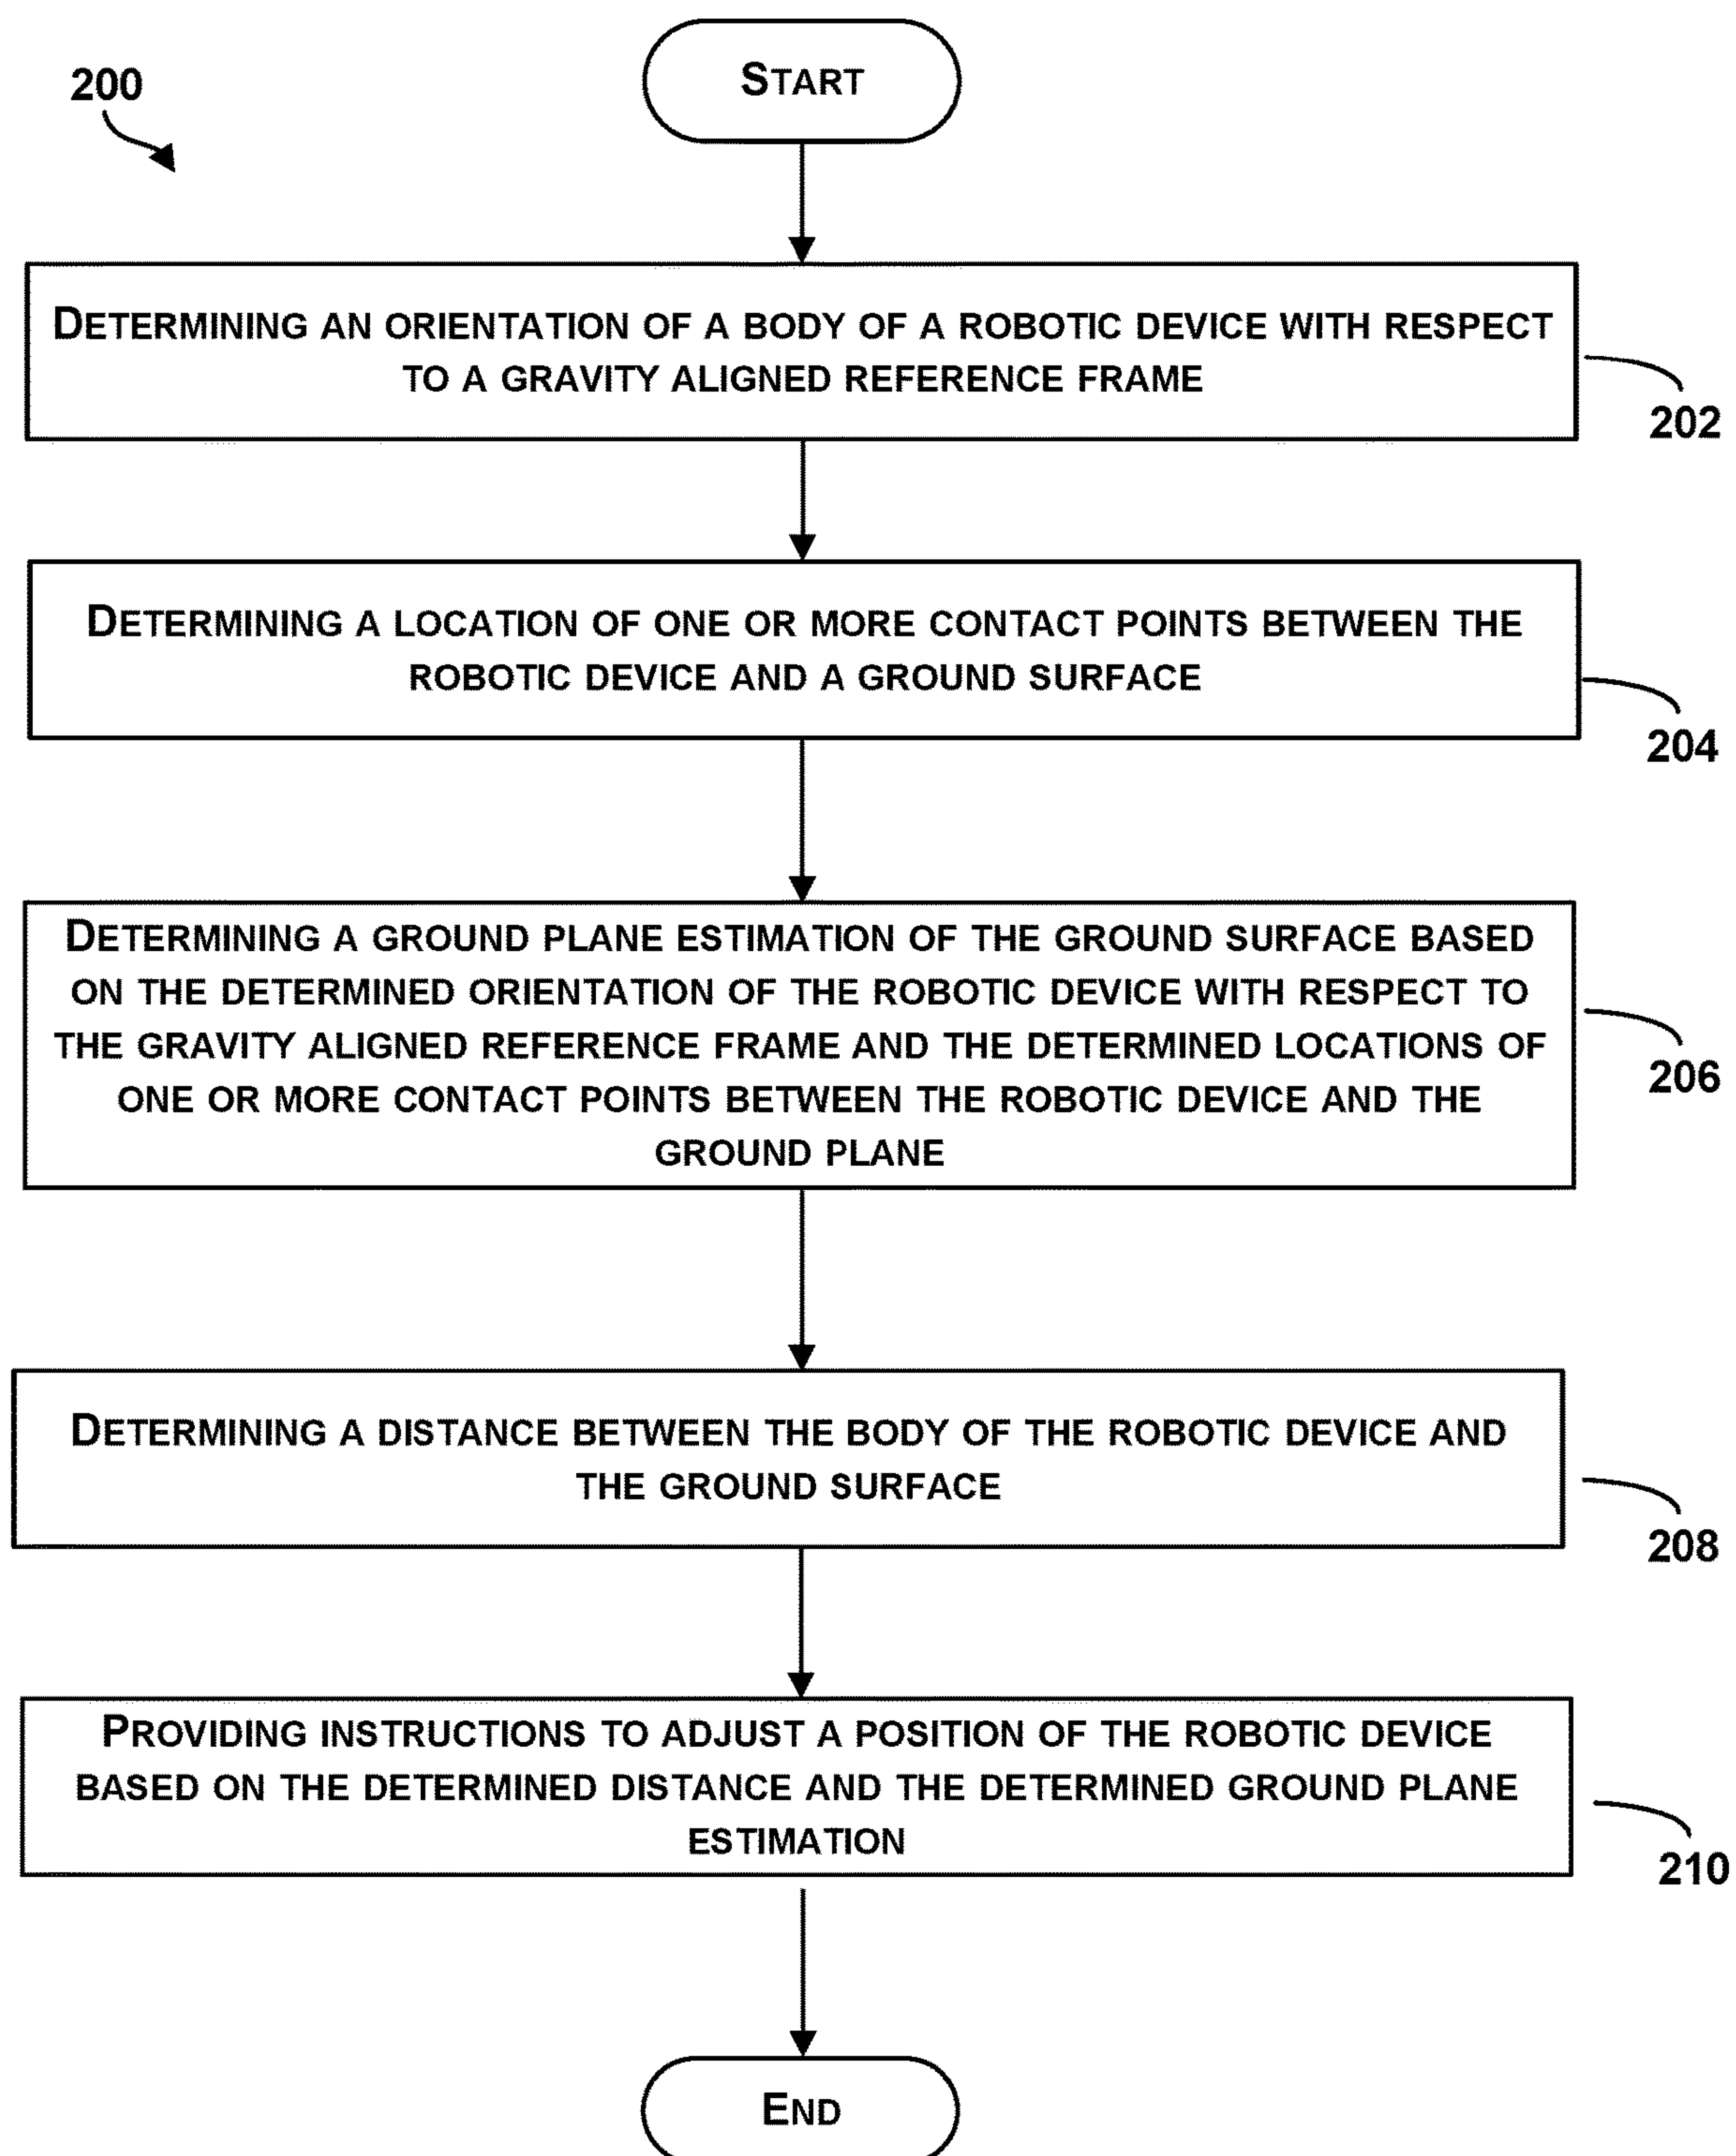 200
START
DETERMINING AN ORIENTATION OF A BODY OF A ROBOTIC DEVICE WITH RESPECT
TO A GRAVITY ALIGNED REFERENCE FRAME
202
DETERMINING A LOCATION OF ONE OR MORE CONTACT POINTS BETWEEN THE
ROBOTIC DEVICE AND A GROUND SURFACE
204
DETERMINING A GROUND PLANE ESTIMATION OF THE GROUND SURFACE BASED
ON THE DETERMINED ORIENTATION OF THE ROBOTIC DEVICE WITH RESPECT TO
THE GRAVITY ALIGNED REFERENCE FRAME AND THE DETERMINED LOCATIONS OF
ONE OR MORE CONTACT POINTS BETWEEN THE ROBOTIC DEVICE AND THE
GROUND PLANE
206
DETERMINING A DISTANCE BETWEEN THE BODY OF THE ROBOTIC DEVICE AND
THE GROUND SURFACE
208
PROVIDING INSTRUCTIONS TO ADJUST A POSITION OF THE ROBOTIC DEVICE
BASED ON THE DETERMINED DISTANCE AND THE DETERMINED GROUND PLANE
ESTIMATION
210
END